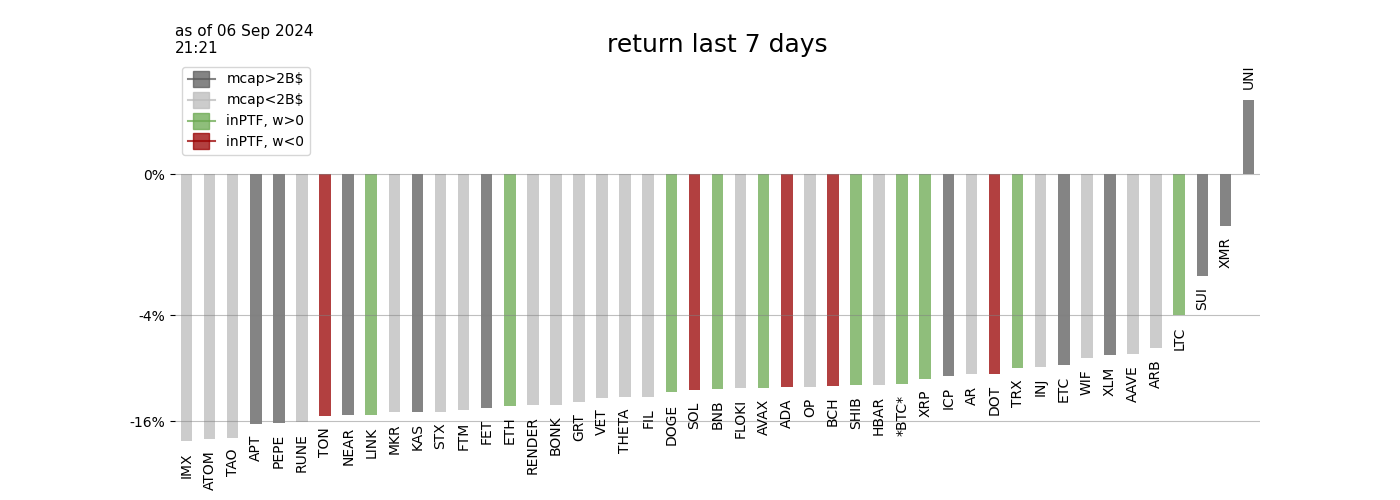 as of 06 Sep 2024
21:21
return last 7 days
mcap>2B$
mcap<2B$
inPTF, w>0
inPTF, w<0
0%
-4%
-16%
IMX
ATOM
TAO
APT
PEPE
RUNE
TON
NEAR
LINK
MKR
KAS
STX
FTM
FET
ETH
RENDER
BONK
GRT
VET
THETA
FIL
DOGE
SOL
BNB
FLOKI
AVAX
ADA
OP
BCH
SHIB
HBAR
*BTC*
XRP
ICP
AR
DOT
TRX
INJ
ETC
WIF
XLM
AAVE
ARB
LTC
SUI
XMR
UNI